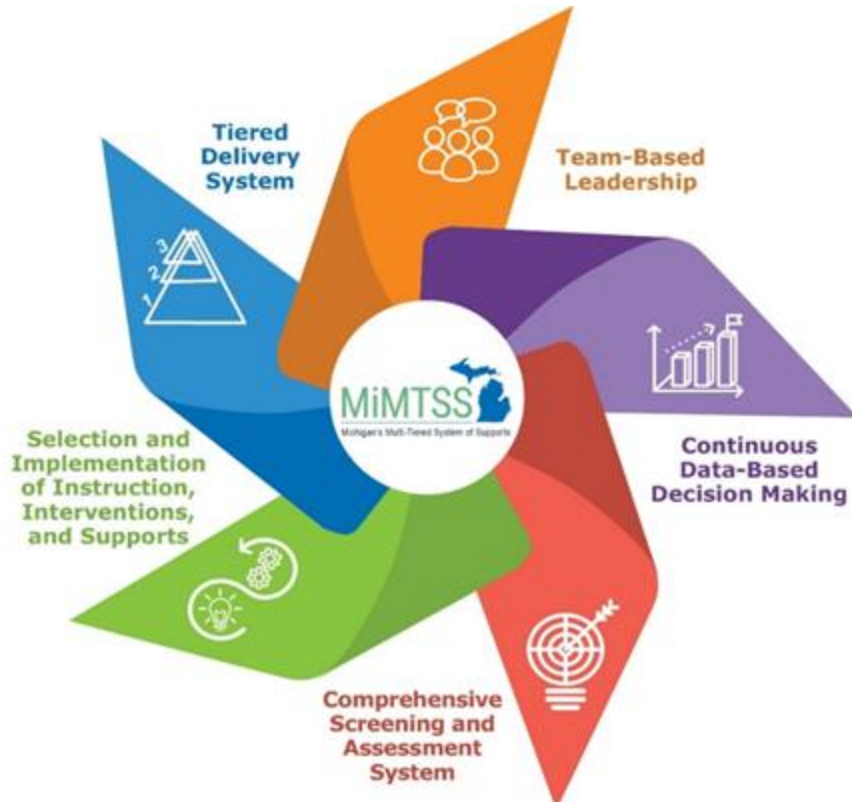 Tiered
Delivery
System
Team-Based
Leadership
3
2
1
MiMTSS
Michigan's Multi-Tiered System of Supports
Selection and
Implementation
of Instruction,
Interventions,
and Supports
Continuous
Data-Based
Decision Making
Comprehensive
Screening and
Assessment
System